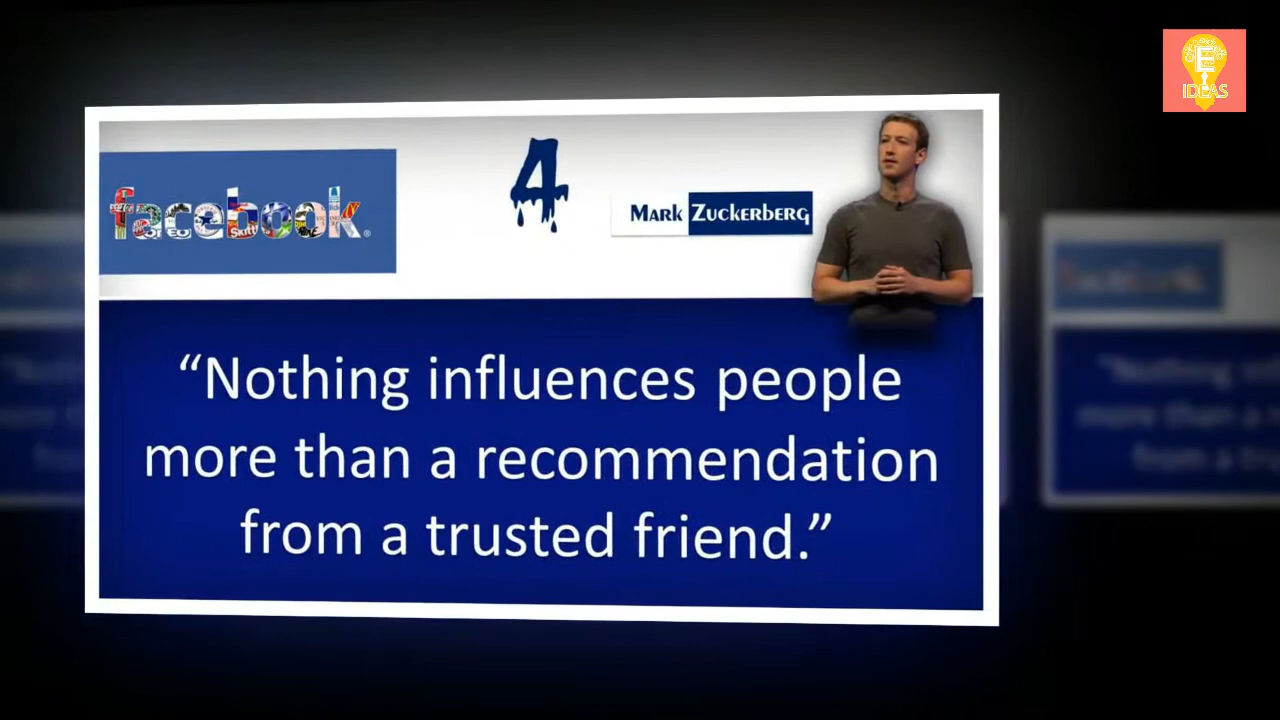 E
IDEAS
facebook®
4
Mark Zuckerberg
“Nothing influences people
more than a recommendation
from a trusted friend.”